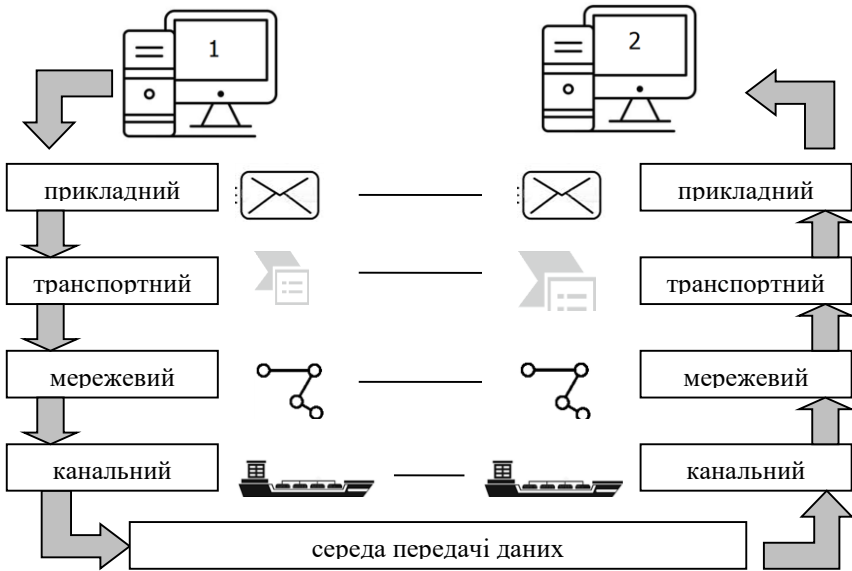 1
2
прикладний
прикладний
транспортний
транспортний
мережевий
мережевий
канальний
канальний
середа передачі даних